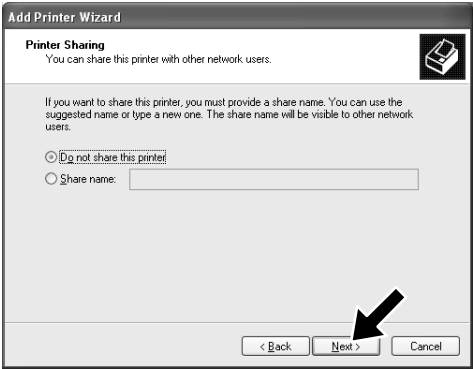 Add Printer Wizard
Printer Sharing
You can share this printer with other network users.
If you want to share this printer, you must provide a share name. You can use the
suggested name or type a new one. The share name will be visible to other network
users.
Do not share this printer
Share name:
< Back
Next >
Cancel